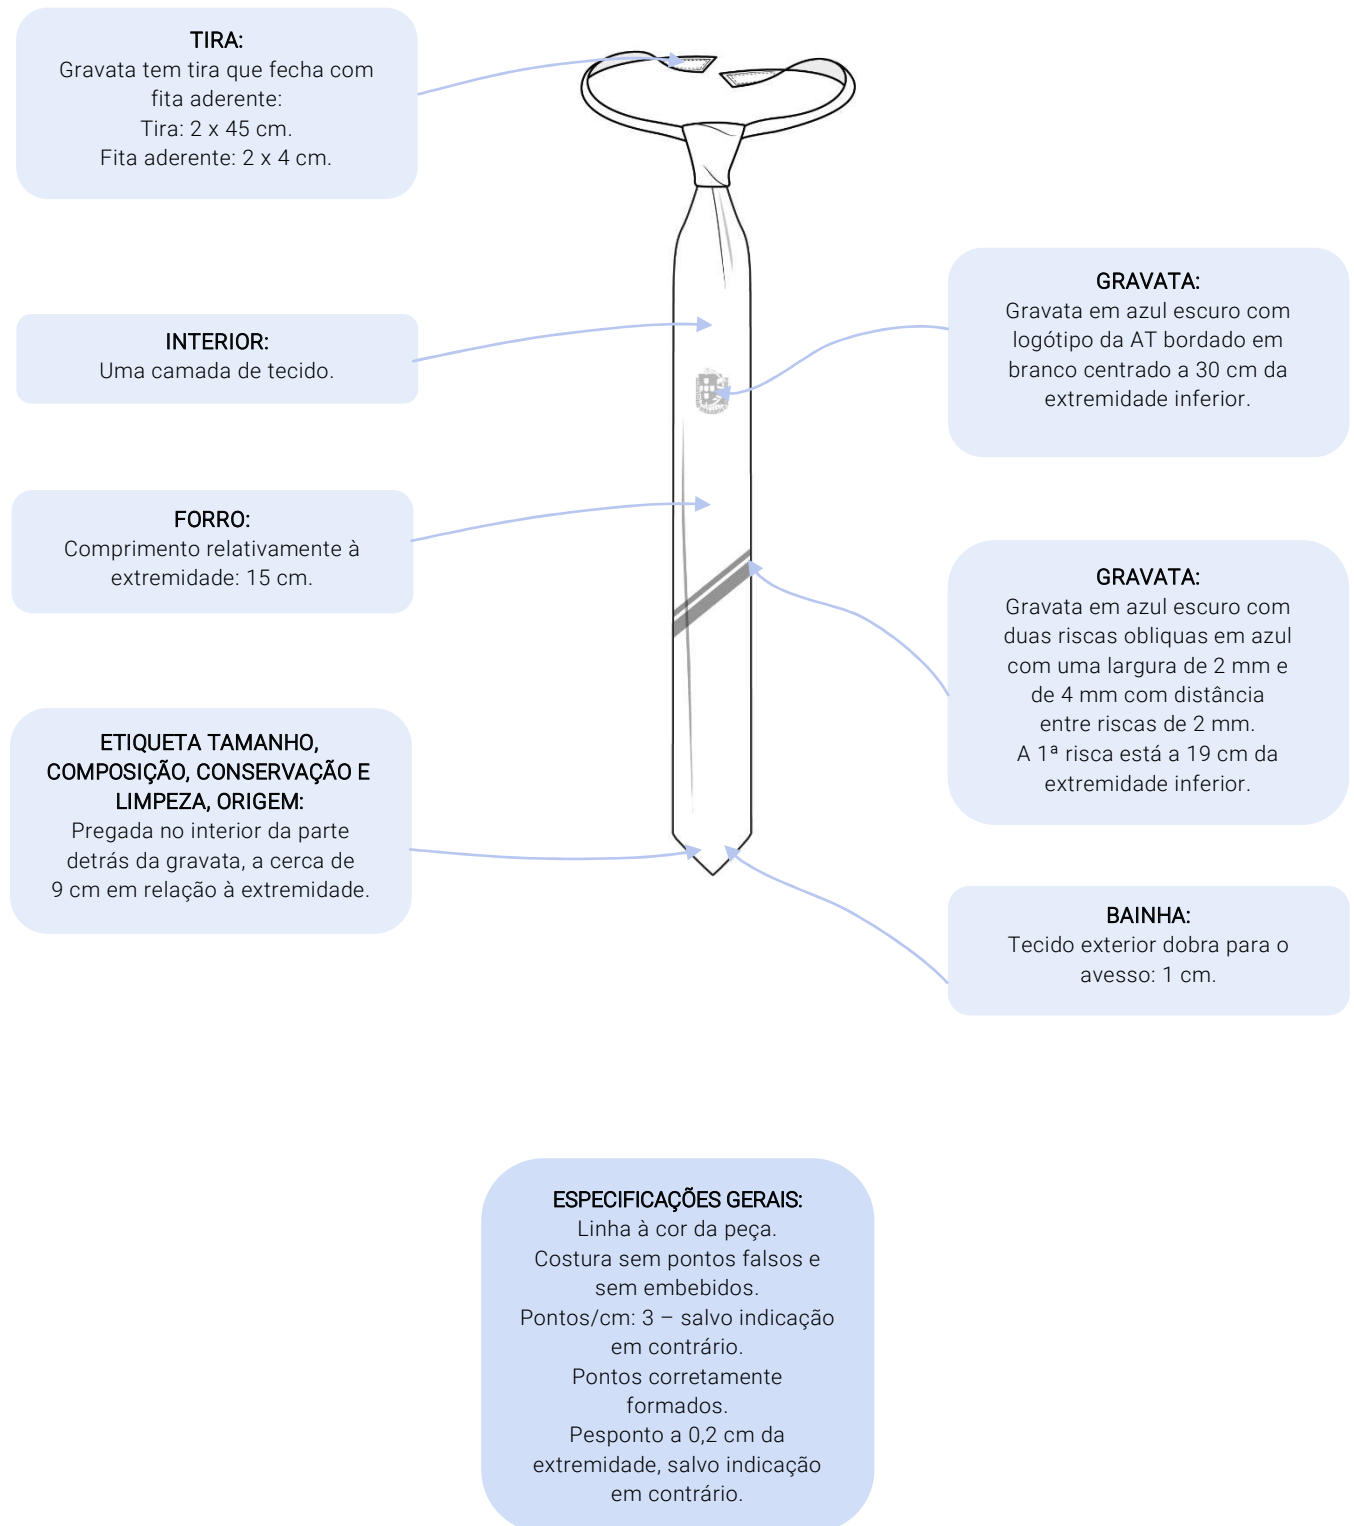 TIRA:
Gravata tem tira que fecha com
fita aderente:
Tira: 2 x 45 cm.
Fita aderente: 2 x 4 cm.
INTERIOR:
Uma camada de tecido.
FORRO:
Comprimento relativamente à
extremidade: 15 cm.
ETIQUETA TAMANHO,
COMPOSIÇÃO, CONSERVAÇÃO E
LIMPEZA, ORIGEM:
Pregada no interior da parte
detrás da gravata, a cerca de
9 cm em relação à extremidade.
GRAVATA:
Gravata em azul escuro com
logótipo da AT bordado em
branco centrado a 30 cm da
extremidade inferior.
GRAVATA:
Gravata em azul escuro com
duas riscas obliquas em azul
com uma largura de 2 mm e
de 4 mm com distância
entre riscas de 2 mm.
A 1ª risca está a 19 cm da
extremidade inferior.
BAINHA:
Tecido exterior dobra para o
avesso: 1 cm.
ESPECIFICAÇÕES GERAIS:
Linha à cor da peça.
Costura sem pontos falsos e
sem embebidos.
Pontos/cm: 3 – salvo indicação
em contrário.
Pontos corretamente
formados.
Pesponto a 0,2 cm da
extremidade, salvo indicação
em contrário.